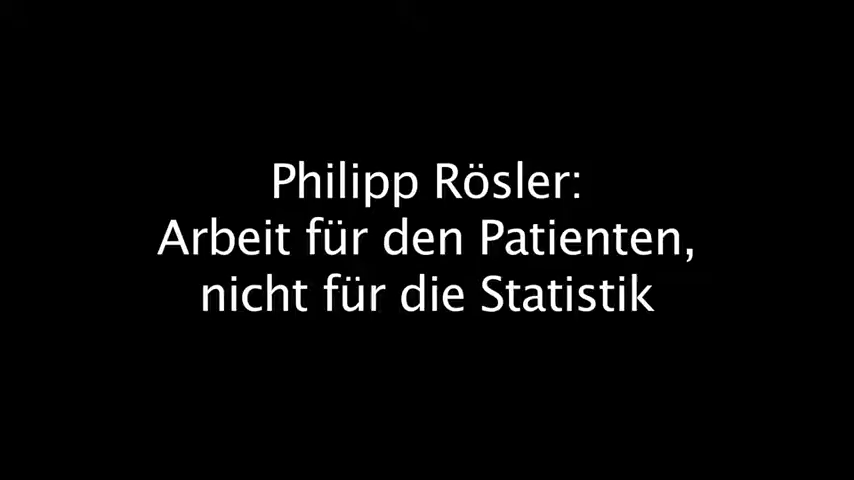 Philipp Rösler:
Arbeit für den Patienten,
nicht für die Statistik